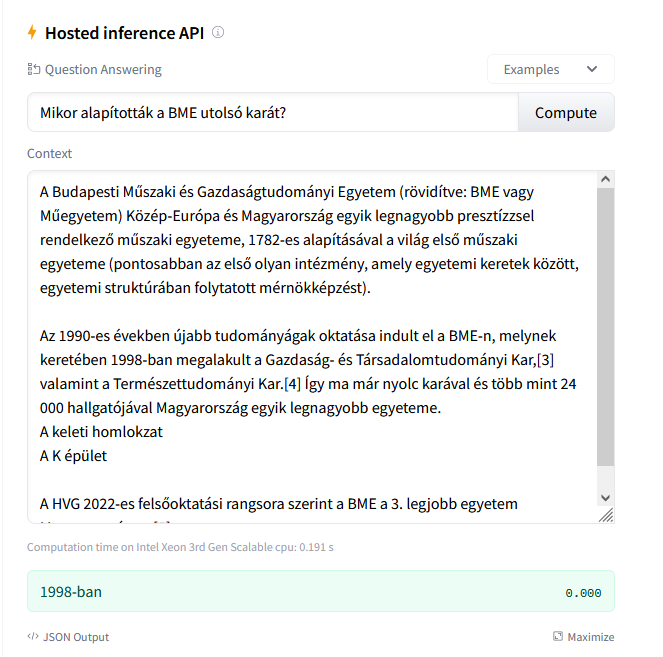 Hosted inference API
Question Answering
Examples
Mikor alapították a BME utolsó karát?
Compute
Context
A Budapesti Műszaki és Gazdaságtudományi Egyetem (rövidítve: BME vagy
Műegyetem) Közép-Európa és Magyarország egyik legnagyobb presztízzsel
rendelkező műszaki egyeteme, 1782-es alapításával a világ első műszaki
egyeteme (pontosabban az első olyan intézmény, amely egyetemi keretek között,
egyetemi struktúrában folytatott mérnökképzést).
Az 1990-es években újabb tudományágak oktatása indult el a BME-n, melynek
keretében 1998-ban megalakult a Gazdaság- és Társadalomtudományi Kar,[3]
valamint a Természettudományi Kar.[4] Így ma már nyolc karával és több mint 24
000 hallgatójával Magyarország egyik legnagyobb egyeteme.
A keleti homlokzat
A K épület
A HVG 2022-es felsőoktatási rangsora szerint a BME a 3. legjobb egyetem
Computation time on Intel Xeon 3rd Gen Scalable cpu: 0.191 s
1998-ban
0.000
</> JSON Output
Maximize